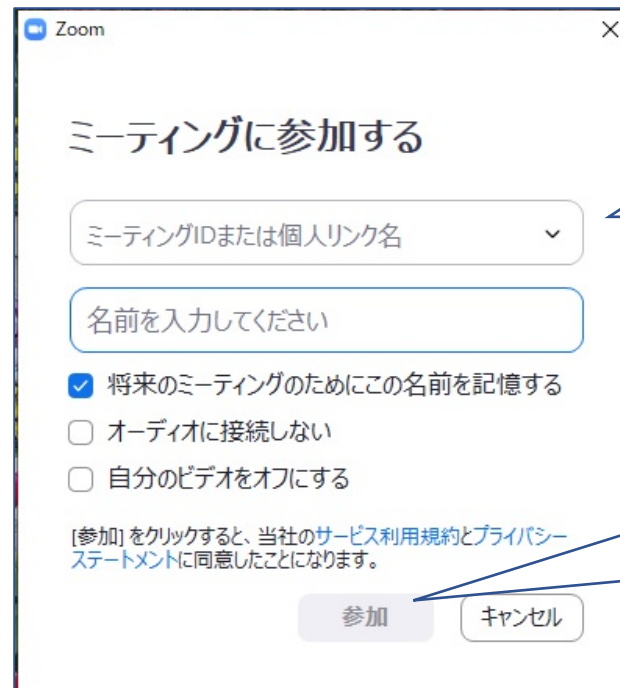 Zoom
ミーティングに参加する
ミーティングIDまたは個人リンク名
名前を入力してください
将来のミーティングのためにこの名前を記憶する
オーディオに接続しない
自分のビデオをオフにする
[参加] をクリックすると、当社のサービス利用規約とプライバシー
ステートメントに同意したことになります。
参加 キャンセル